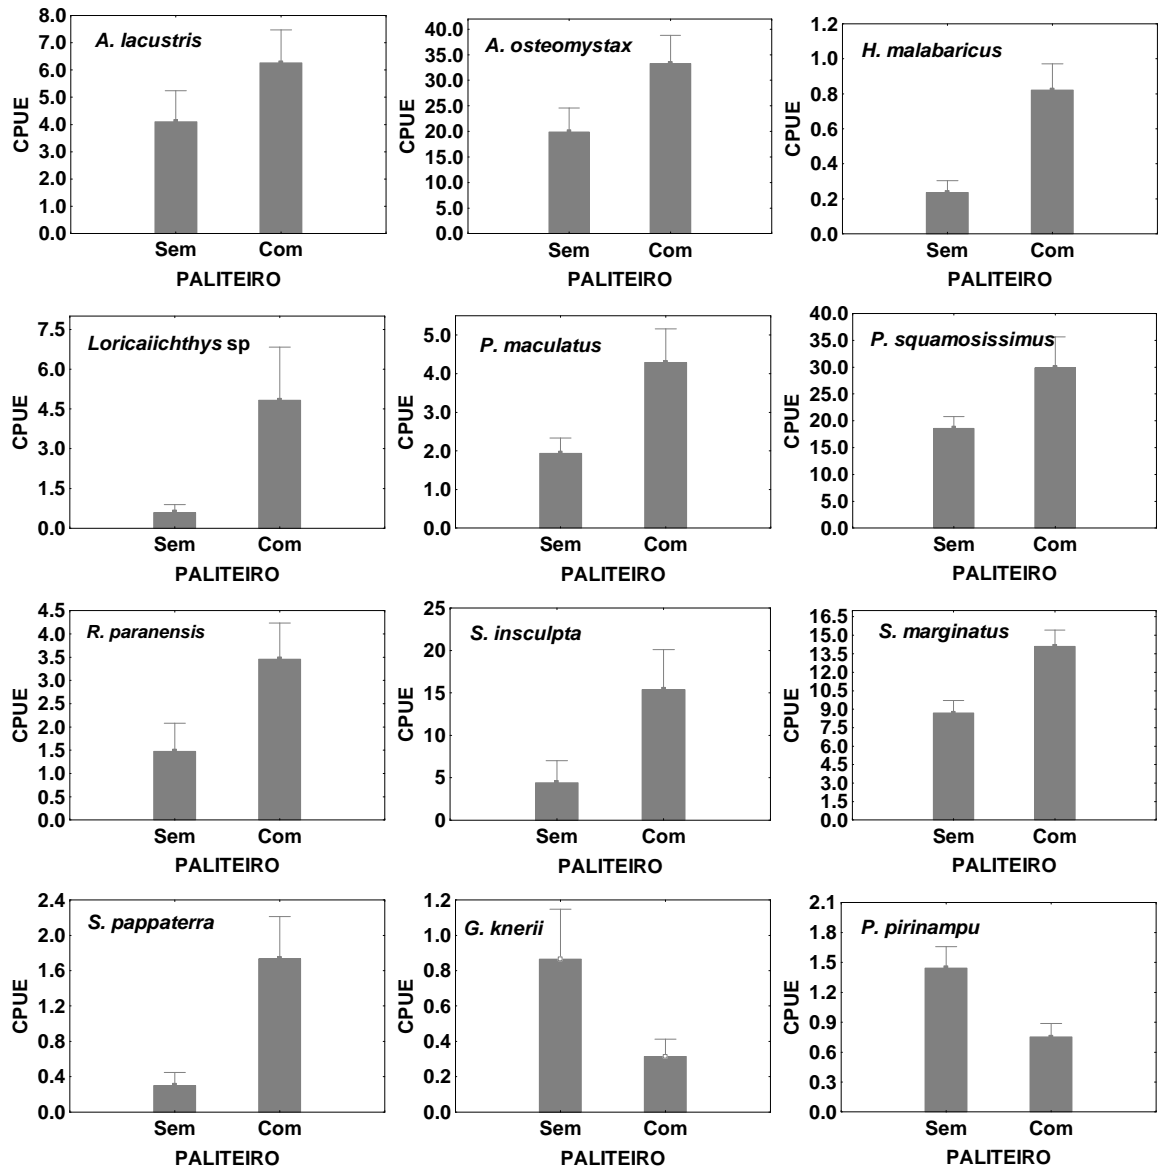 A. lacustris
CPUE
8.0
7.0
6.0
5.0
4.0
3.0
2.0
1.0
0.0
Sem Com
PALITEIRO
A. osteomystax
CPUE
40.0
35.0
30.0
25.0
20.0
15.0
10.0
5.0
0.0
Sem Com
PALITEIRO
H. malabaricus
CPUE
1.2
1.0
0.8
0.6
0.4
0.2
0.0
Sem Com
PALITEIRO
Loricaiichthys sp
CPUE
7.5
6.0
4.5
3.0
1.5
0.0
Sem Com
PALITEIRO
P. maculatus
CPUE
5.0
4.0
3.0
2.0
1.0
0.0
Sem Com
PALITEIRO
P. squamosissimus
CPUE
40.0
35.0
30.0
25.0
20.0
15.0
10.0
5.0
0.0
Sem Com
PALITEIRO
R. paranensis
CPUE
4.5
4.0
3.5
3.0
2.5
2.0
1.5
1.0
0.5
0.0
Sem Com
PALITEIRO
S. insculpta
CPUE
25
20
15
10
5
0
Sem Com
PALITEIRO
S. marginatus
CPUE
16.5
15.0
13.5
12.0
10.5
9.0
7.5
6.0
4.5
3.0
1.5
0.0
Sem Com
PALITEIRO
S. pappaterra
CPUE
2.4
2.0
1.6
1.2
0.8
0.4
0.0
Sem Com
PALITEIRO
G. knerii
CPUE
1.2
1.0
0.8
0.6
0.4
0.2
0.0
Sem Com
PALITEIRO
P. pirinampu
CPUE
2.1
1.8
1.5
1.2
0.9
0.6
0.3
0.0
Sem Com
PALITEIRO